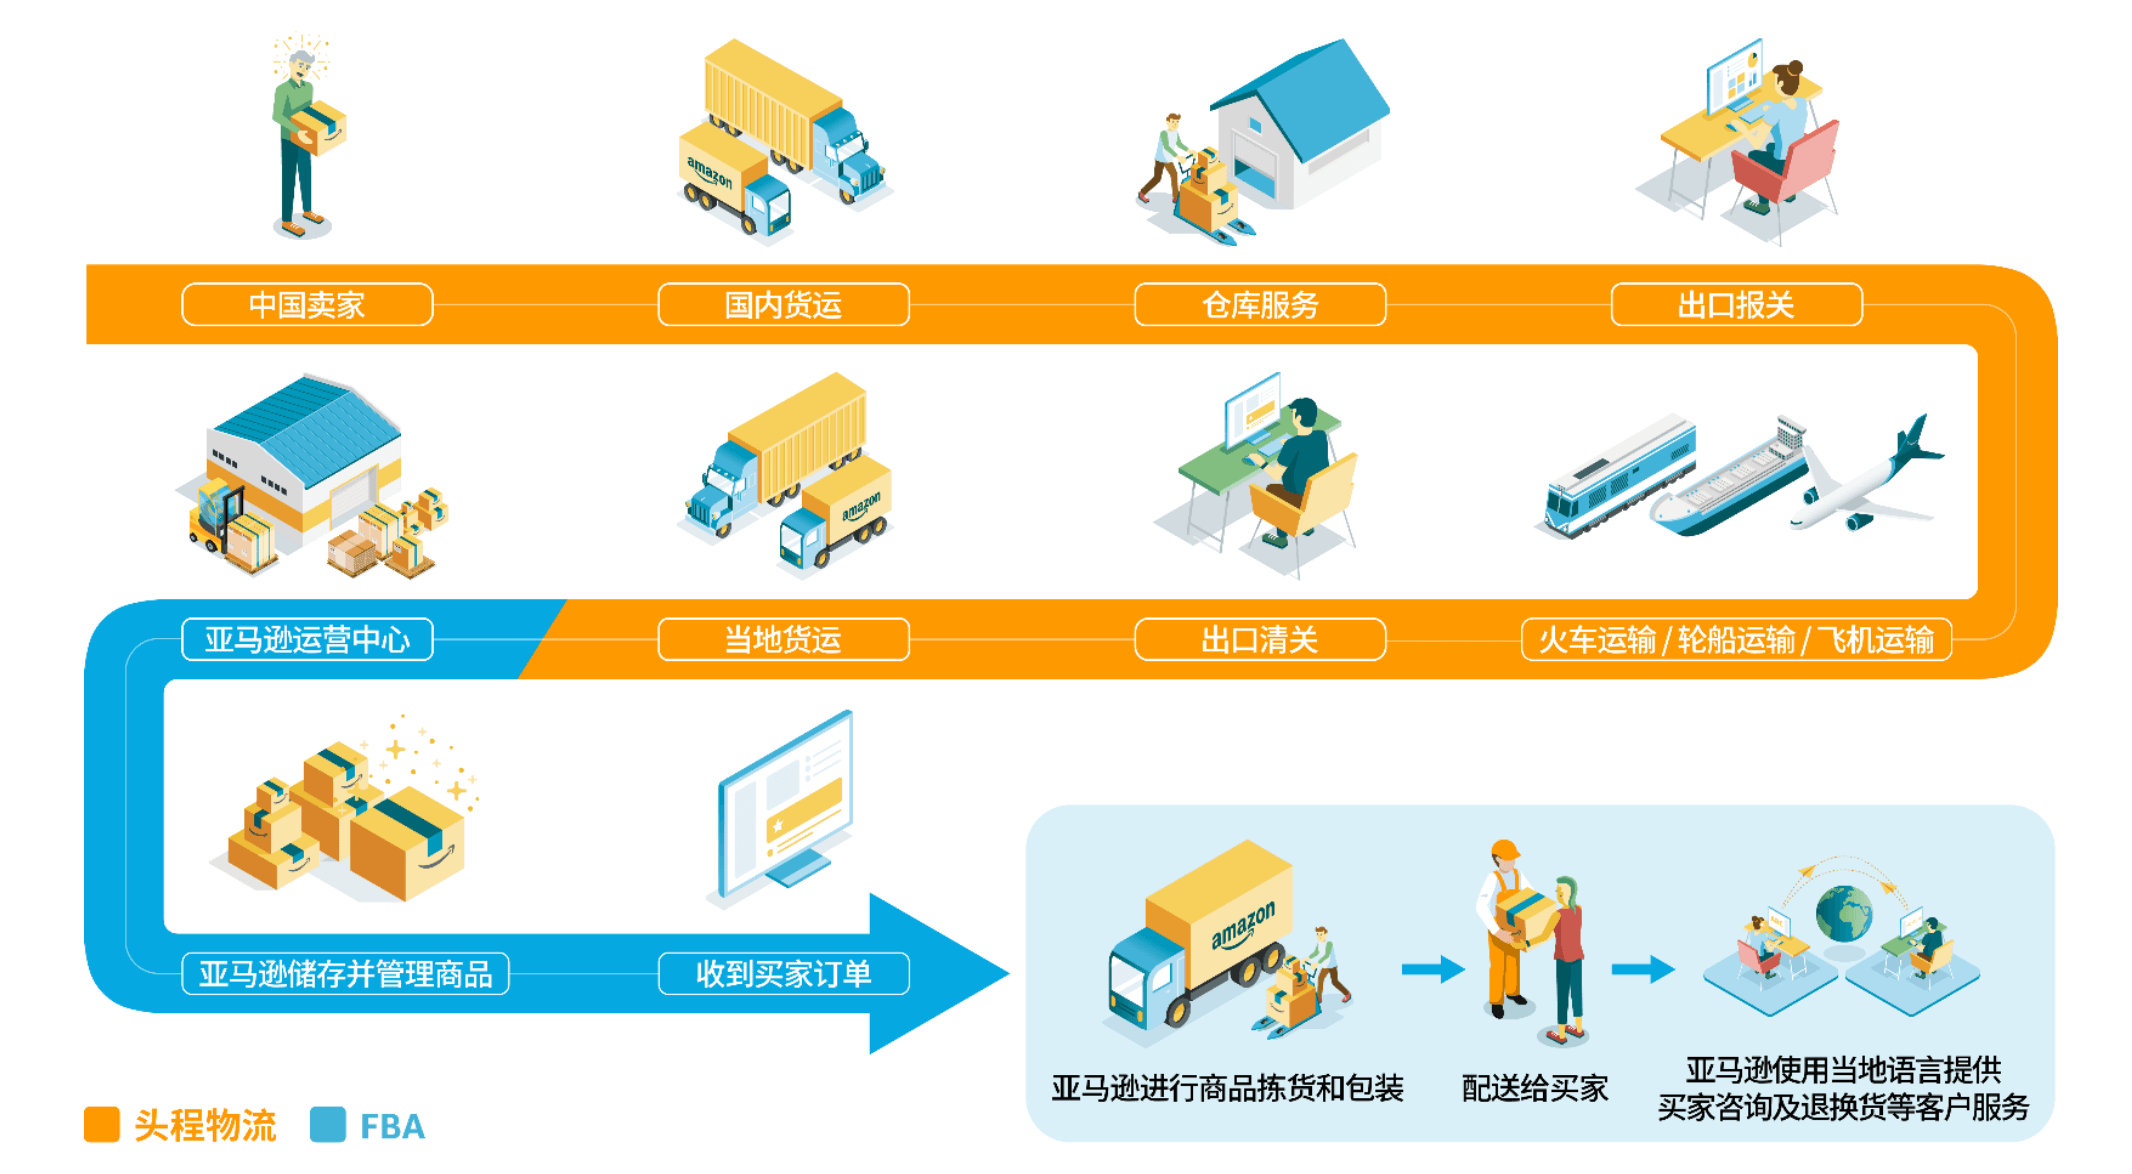 amazon
中国卖家
国内货运
仓库服务
出口报关
amazon
亚马逊运营中心
当地货运
出口清关
火车运输 / 轮船运输 / 飞机运输
亚马逊储存并管理商品
收到买家订单
amazon
亚马逊进行商品拣货和包装
配送给买家
亚马逊使用当地语言提供
买家咨询及退换货等客户服务
头程物流
FBA